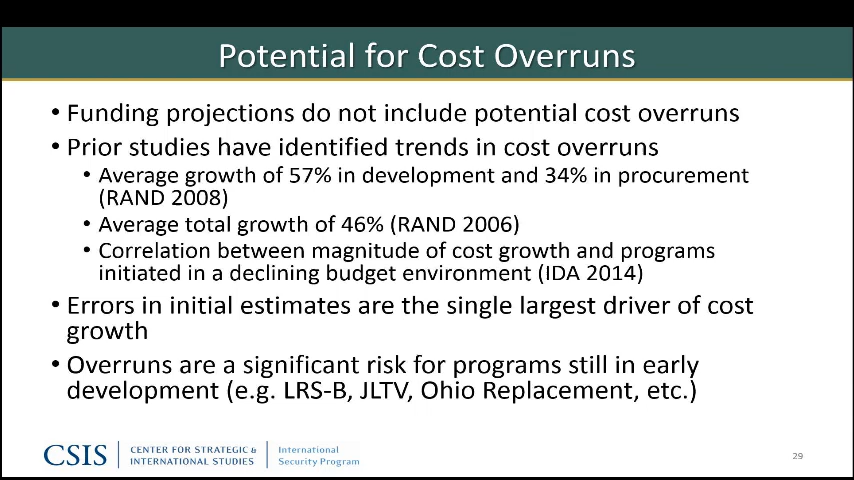 Potential for Cost Overruns
• Funding projections do not include potential cost overruns
• Prior studies have identified trends in cost overruns
• Average growth of 57% in development and 34% in procurement
(RAND 2008)
• Average total growth of 46% (RAND 2006)
• Correlation between magnitude of cost growth and programs
initiated in a declining budget environment (IDA 2014)
• Errors in initial estimates are the single largest driver of cost
growth
• Overruns are a significant risk for programs still in early
development (e.g. LRS-B, JLTV, Ohio Replacement, etc.)
CSIS
CENTER FOR STRATEGIC &
INTERNATIONAL STUDIES
International
Security Program
29